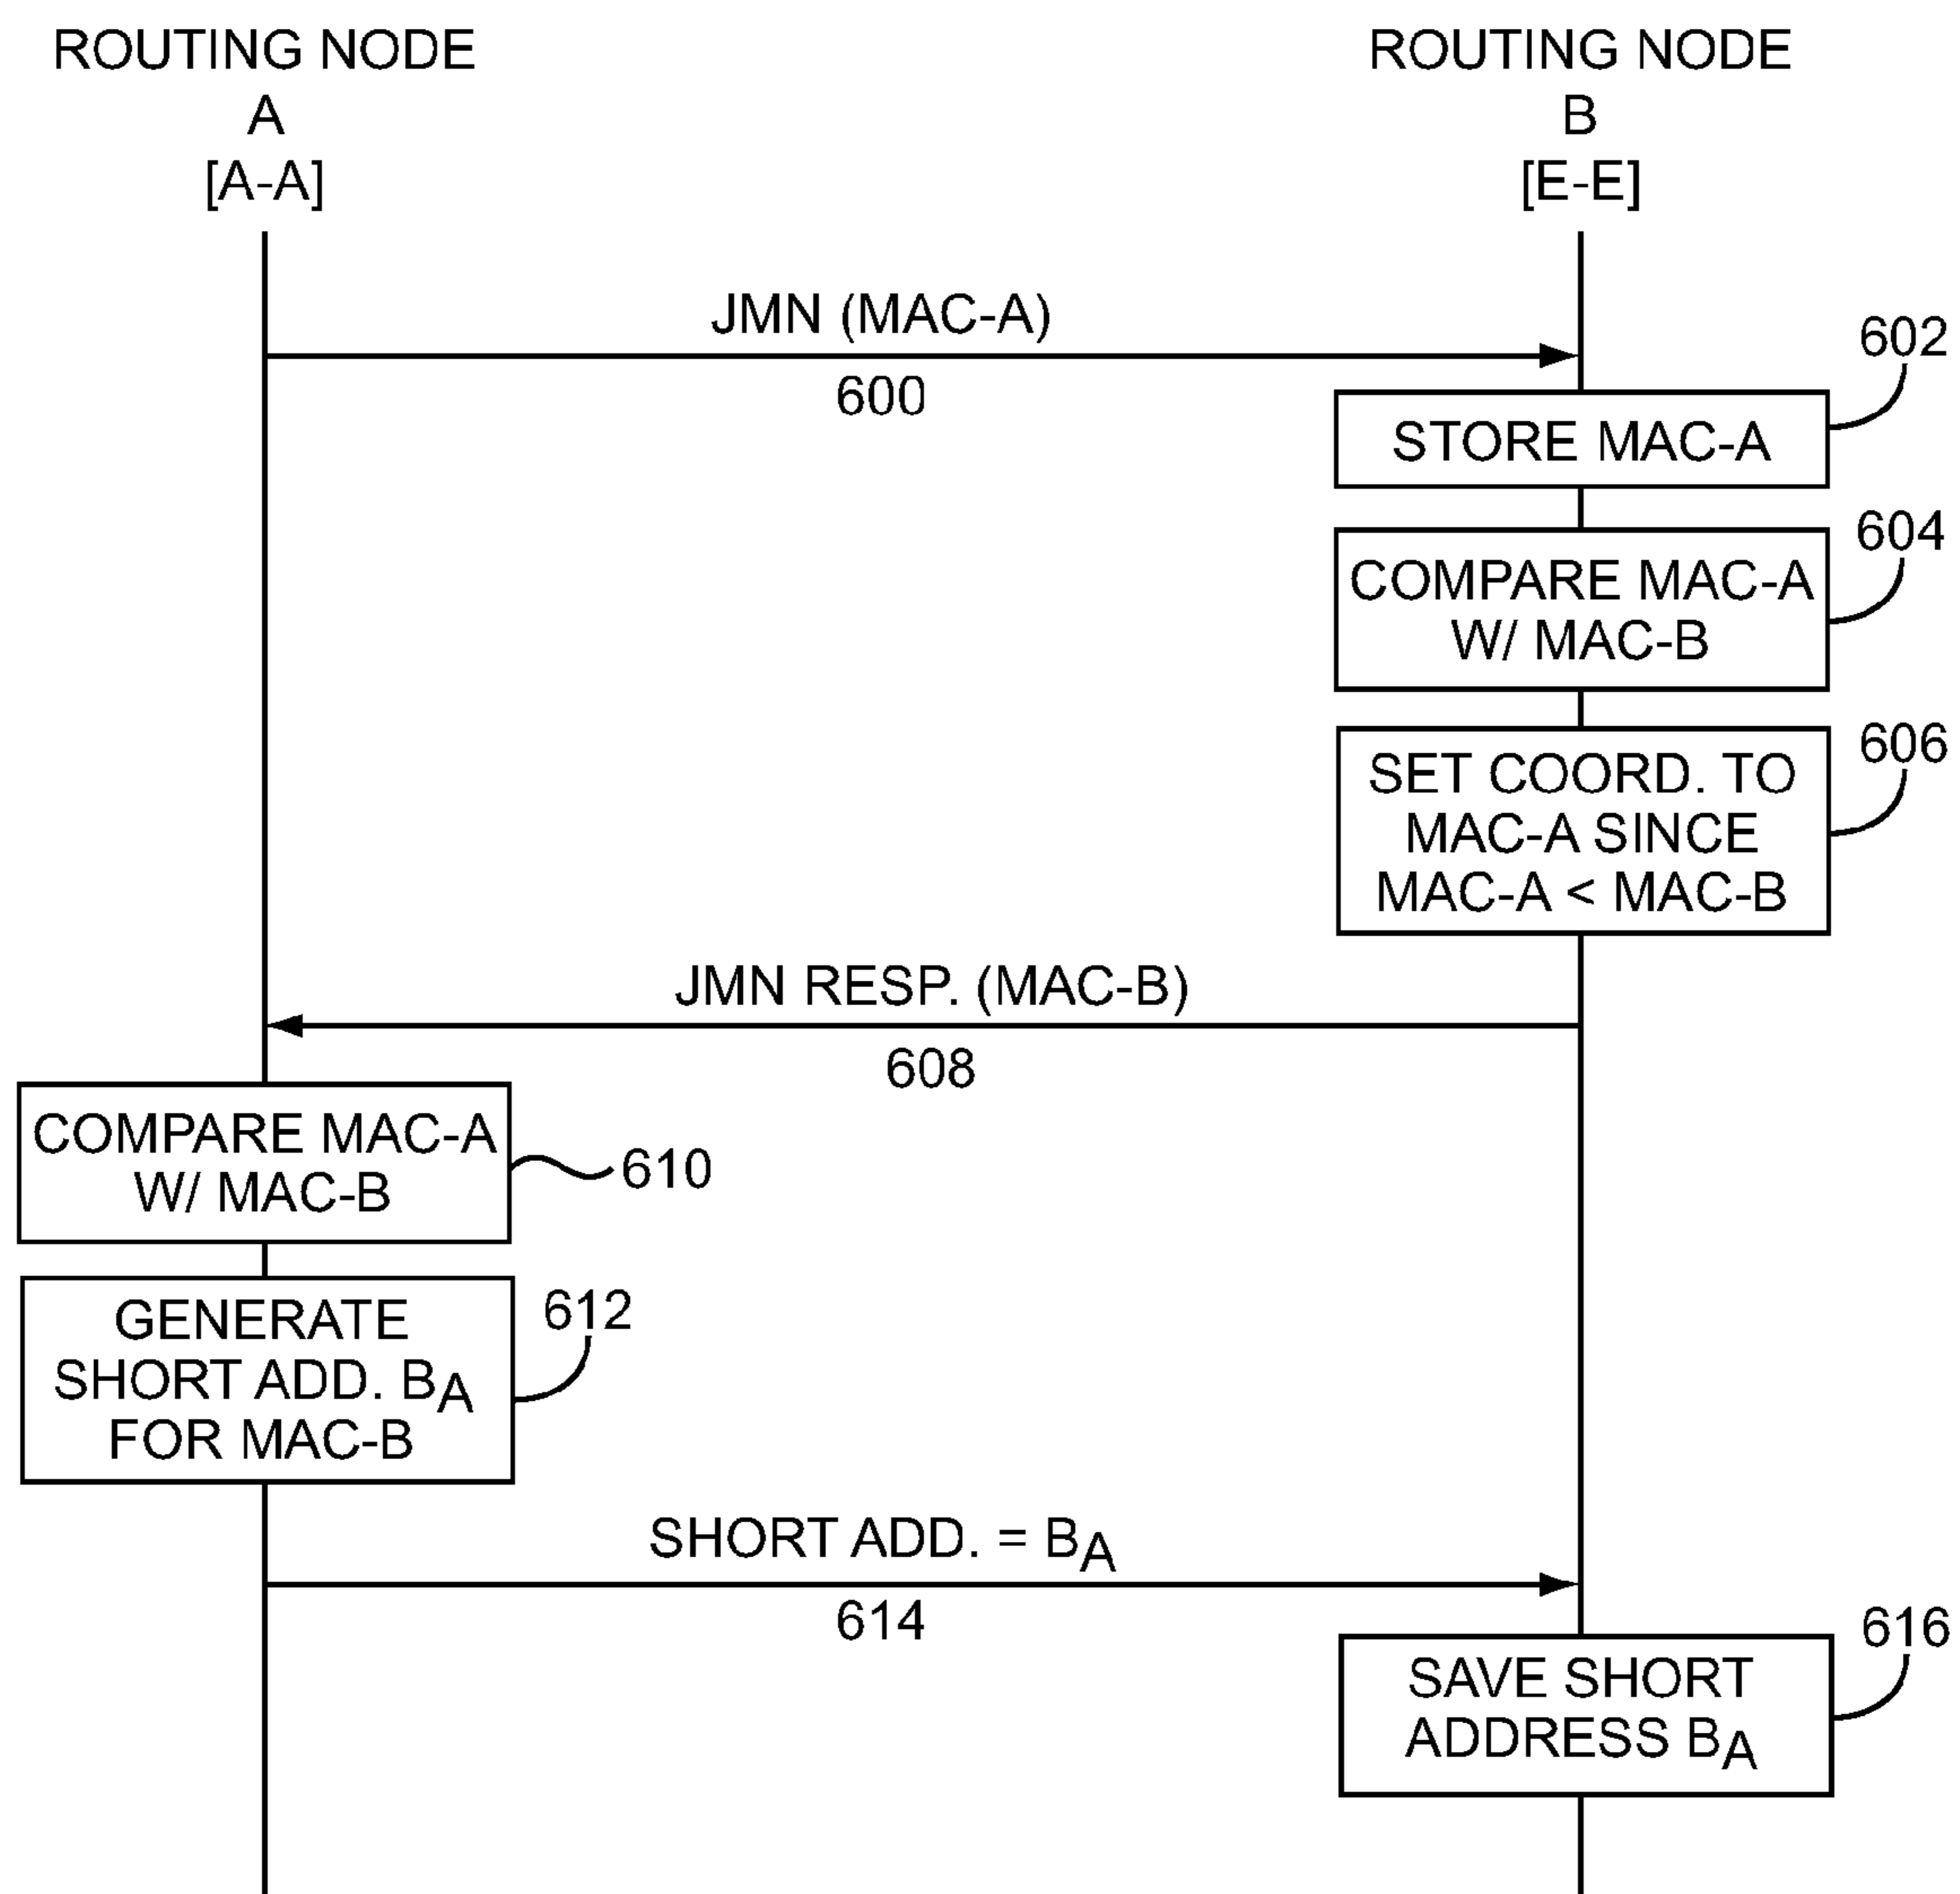 ROUTING NODE
A
[A-A]
ROUTING NODE
B
[E-E]
JMN (MAC-A)
600
602
STORE MAC-A
604
COMPARE MAC-A
W/ MAC-B
606
SET COORD. TO
MAC-A SINCE
MAC-A < MAC-B
JMN RESP. (MAC-B)
608
COMPARE MAC-A
W/ MAC-B
610
612
GENERATE
SHORT ADD. BA
FOR MAC-B
SHORT ADD. = BA
614
616
SAVE SHORT
ADDRESS BA